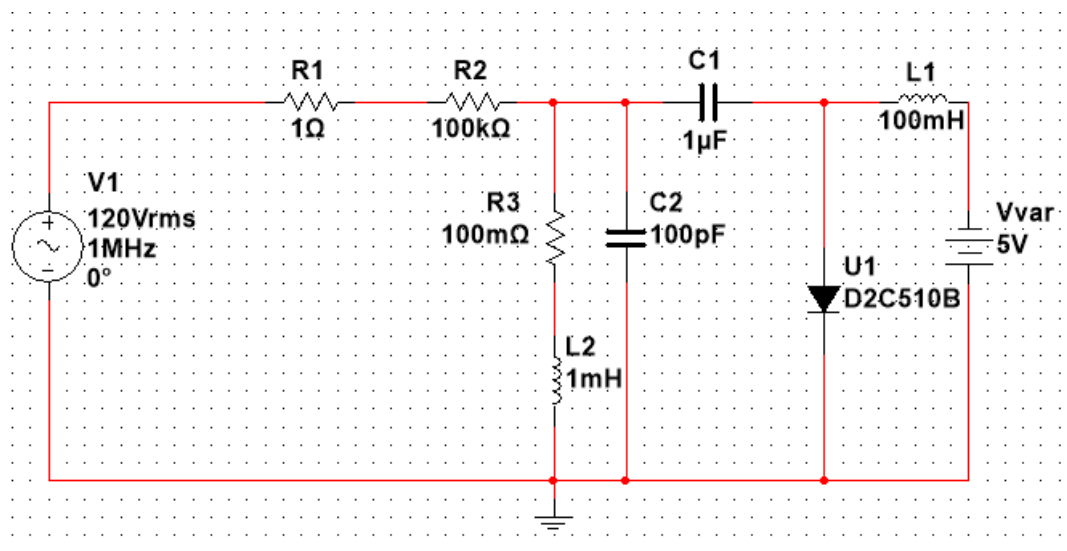 R1
1Ω
R2
100kΩ
C1
1µF
L1
100mH
V1
120Vrms
1MHz
0°
R3
100mΩ
C2
100pF
Vvar
5V
U1
D2C510B
L2
1mH